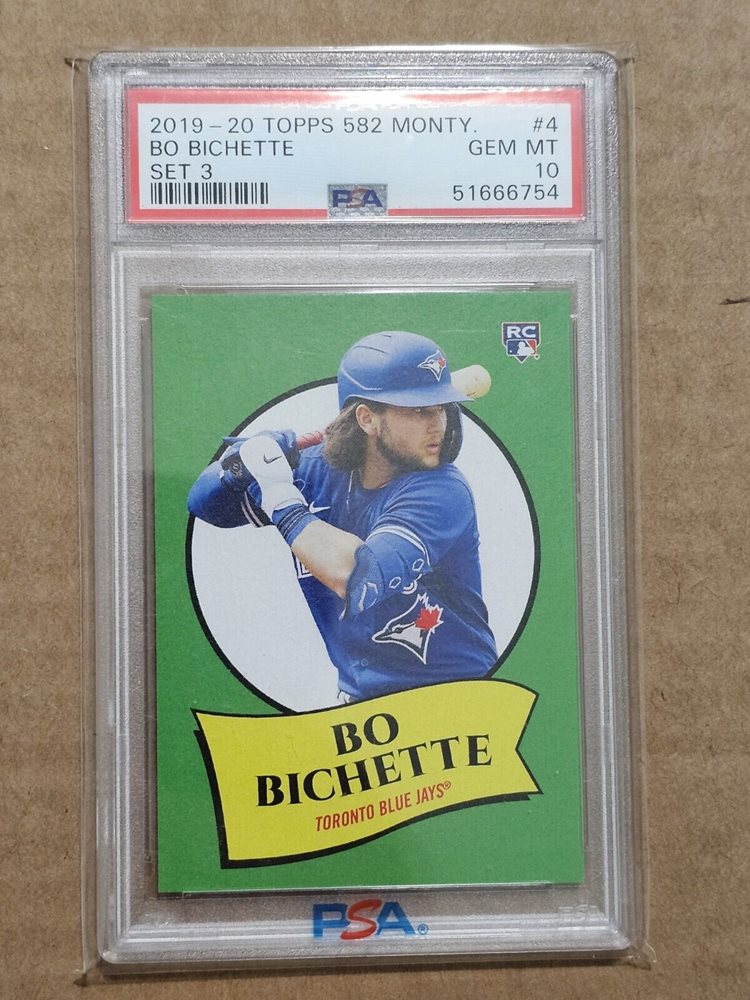 2019-20 TOPPS 582 MONTY. #4
BO BICHETTE GEM MT
SET 3 10
PSA 51666754
RC
BO
BICHETTE
TORONTO BLUE JAYS®
PSA®